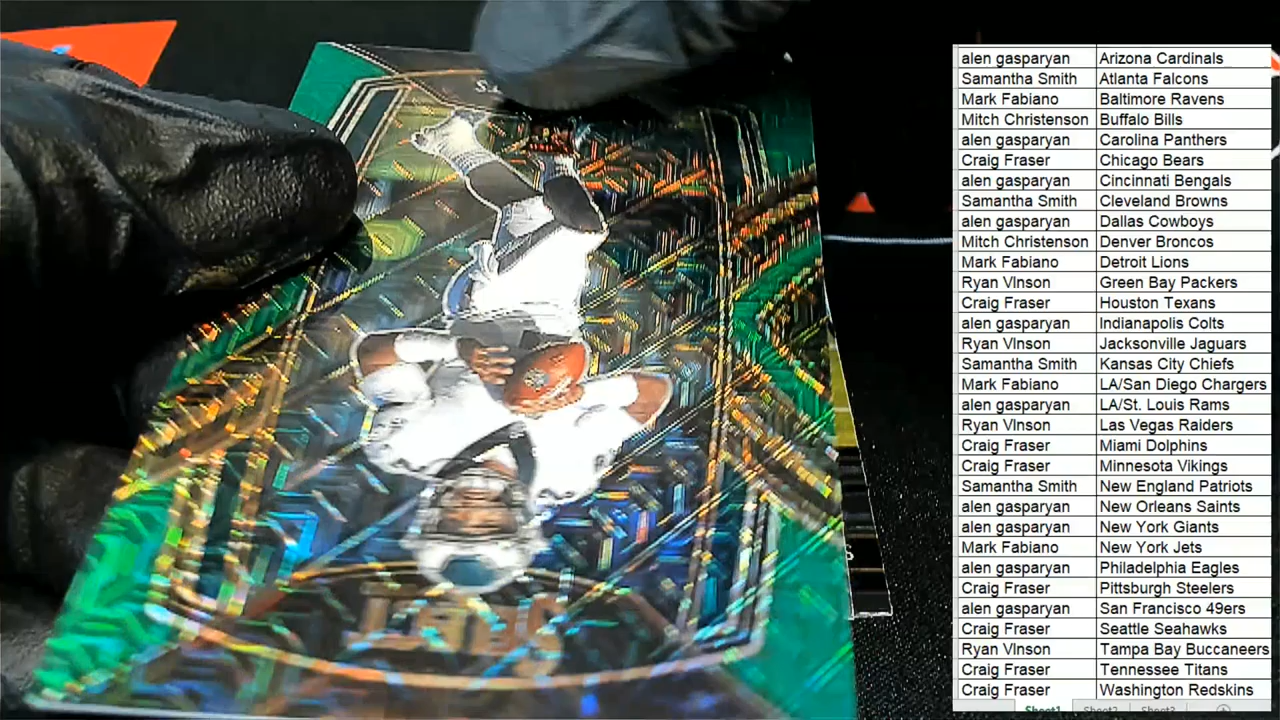 alen gasparyan Arizona Cardinals
Samantha Smith Atlanta Falcons
Mark Fabiano Baltimore Ravens
Mitch Christenson Buffalo Bills
alen gasparyan Carolina Panthers
Craig Fraser Chicago Bears
alen gasparyan Cincinnati Bengals
Samantha Smith Cleveland Browns
alen gasparyan Dallas Cowboys
Mitch Christenson Denver Broncos
Mark Fabiano Detroit Lions
Ryan VInson Green Bay Packers
Craig Fraser Houston Texans
alen gasparyan Indianapolis Colts
Ryan VInson Jacksonville Jaguars
Samantha Smith Kansas City Chiefs
Mark Fabiano LA/San Diego Chargers
alen gasparyan LA/St. Louis Rams
Ryan VInson Las Vegas Raiders
Craig Fraser Miami Dolphins
Craig Fraser Minnesota Vikings
Samantha Smith New England Patriots
alen gasparyan New Orleans Saints
alen gasparyan New York Giants
Mark Fabiano New York Jets
alen gasparyan Philadelphia Eagles
Craig Fraser Pittsburgh Steelers
alen gasparyan San Francisco 49ers
Craig Fraser Seattle Seahawks
Ryan VInson Tampa Bay Buccaneers
Craig Fraser Tennessee Titans
Craig Fraser Washington Redskins
Sheet1 Sheet2 Sheet3